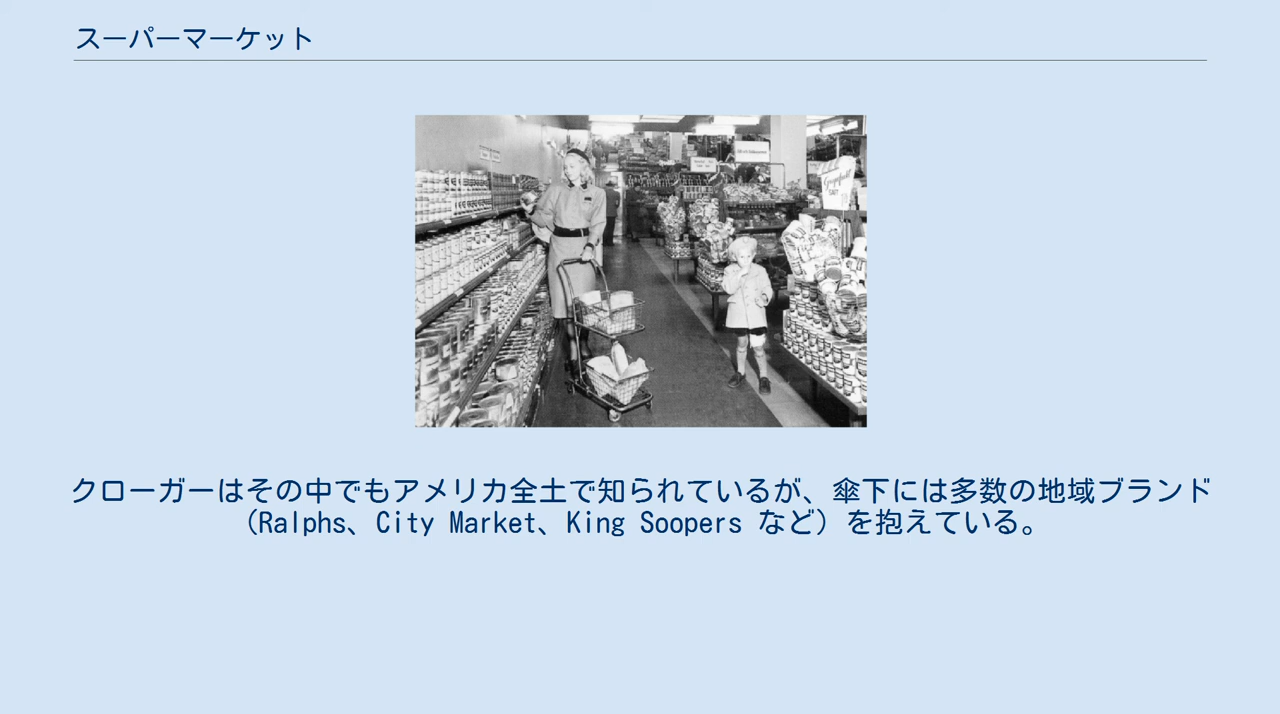 スーパーマーケット
クローガーはその中でもアメリカ全土で知られているが、傘下には多数の地域ブランド
（Ralphs、City Market、King Soopers など）を抱えている。